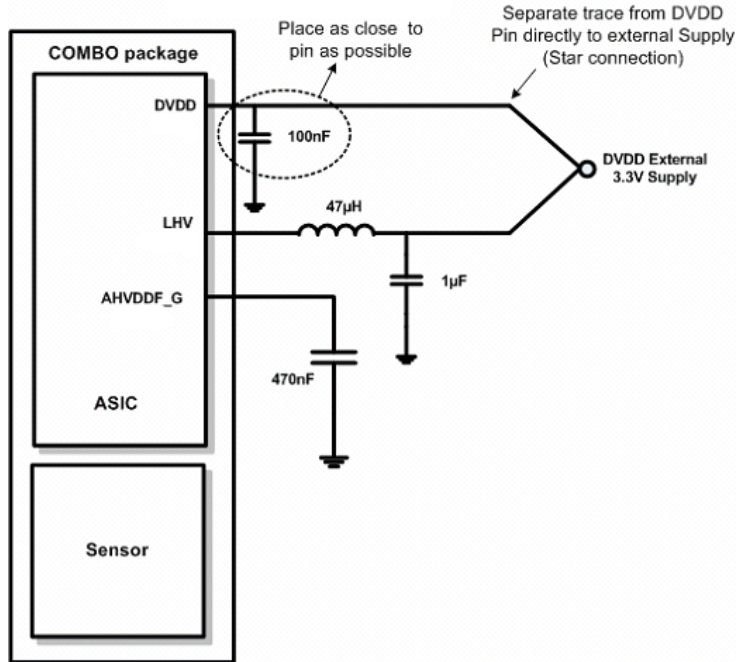 Place as close to
pin as possible
Separate trace from DVDD
Pin directly to external Supply
(Star connection)
COMBO package
DVDD
100nF
DVDD External
3.3V Supply
47µH
LHV
1µF
AHVDDF_G
470nF
ASIC
Sensor